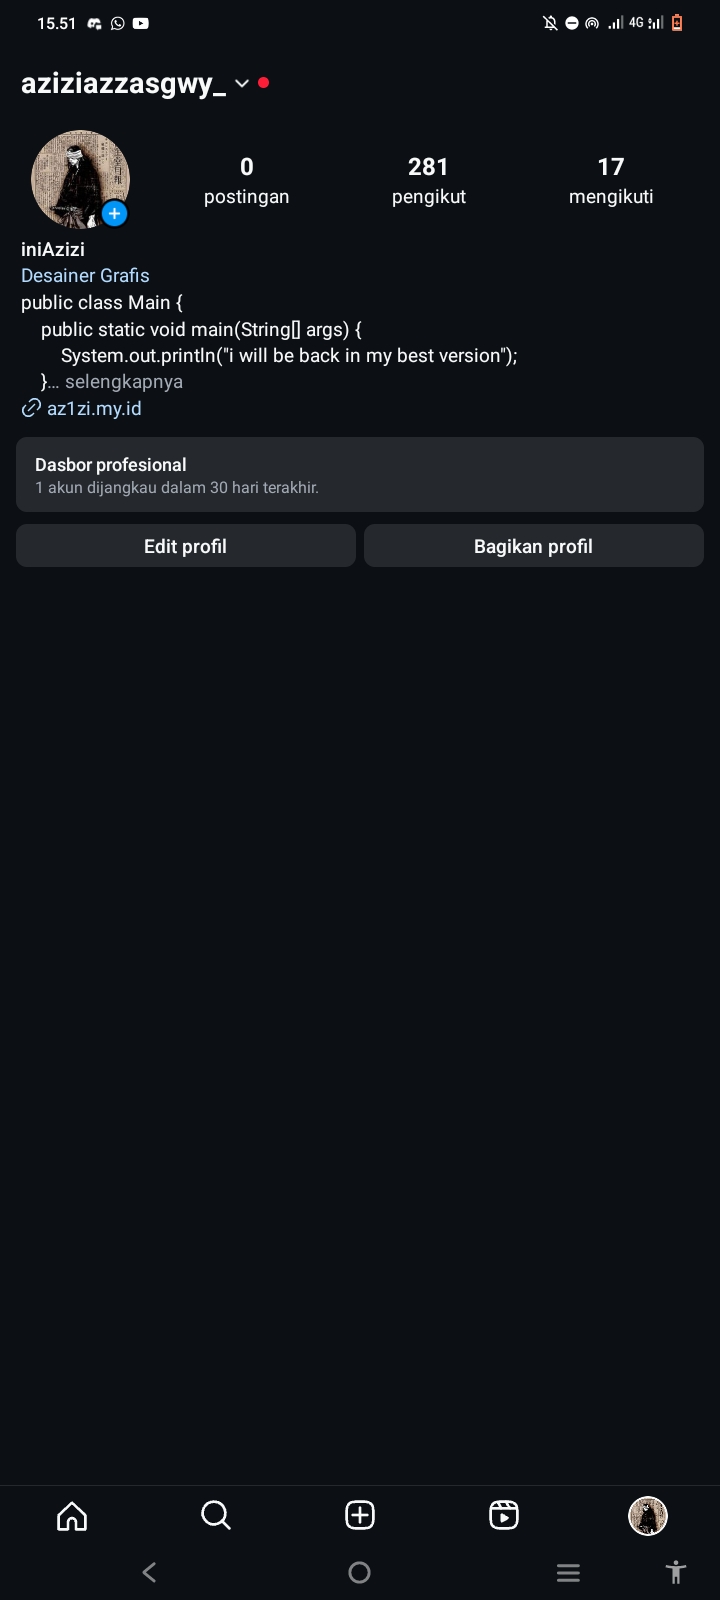 15.51
4G
aziziazzasgwy_
0
postingan
281
pengikut
17
mengikuti
iniAzizi
Desainer Grafis
public class Main {
public static void main(String[] args) {
System.out.println("i will be back in my best version");
}... selengkapnya
az1zi.my.id
Dasbor profesional
1 akun dijangkau dalam 30 hari terakhir.
Edit profil
Bagikan profil